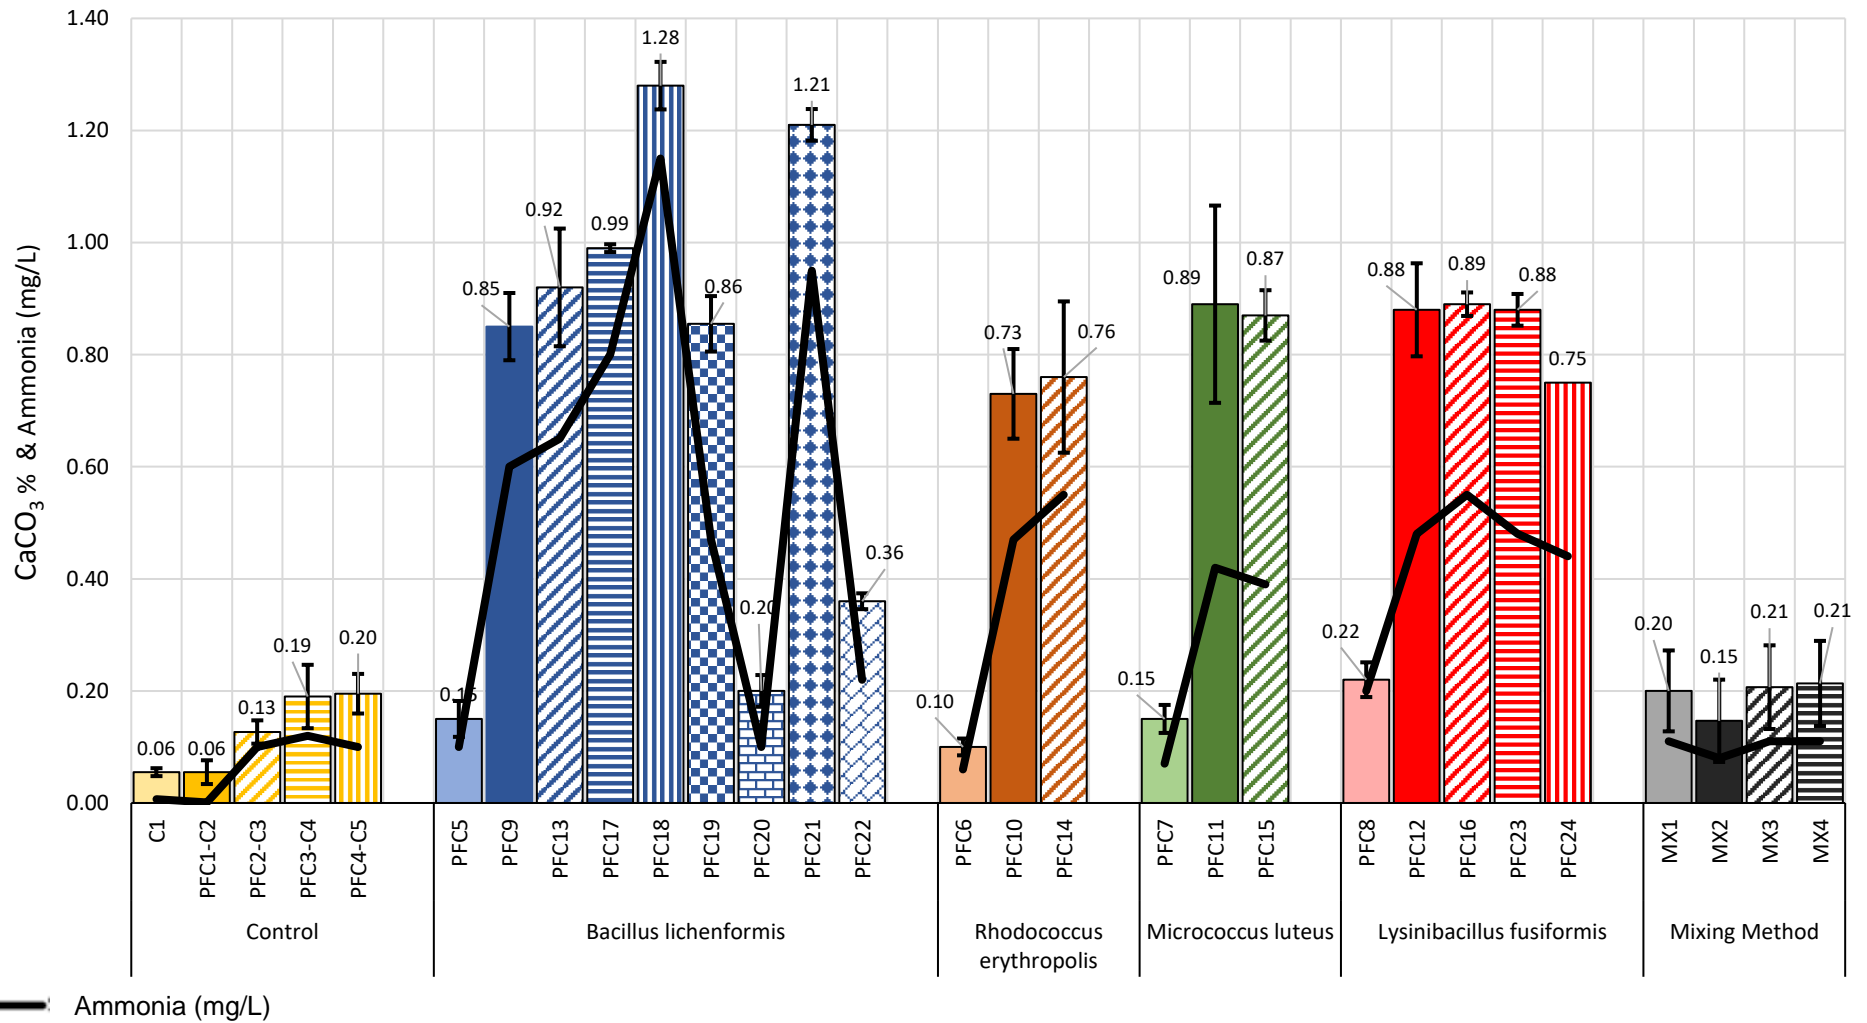 1.40
1.20
1.00
0.80
0.60
0.40
0.20
0.00
CaCO3 % & Ammonia (mg/L)
0.06
0.06
0.13
0.19
0.20
0.15
0.85
0.92
0.99
1.28
0.86
0.20
1.21
0.36
0.10
0.73
0.76
0.15
0.89
0.87
0.22
0.88
0.89
0.88
0.75
0.20
0.15
0.21
0.21
C1
PFC1-C2
PFC2-C3
PFC3-C4
PFC4-C5
PFC5
PFC9
PFC13
PFC17
PFC18
PFC19
PFC20
PFC21
PFC22
PFC6
PFC10
PFC14
PFC7
PFC11
PFC15
PFC8
PFC12
PFC16
PFC23
PFC24
MX1
MX2
MX3
MX4
Control
Bacillus lichenformis
Rhodococcus
erythropolis
Micrococcus luteus
Lysinibacillus fusiformis
Mixing Method
Ammonia (mg/L)